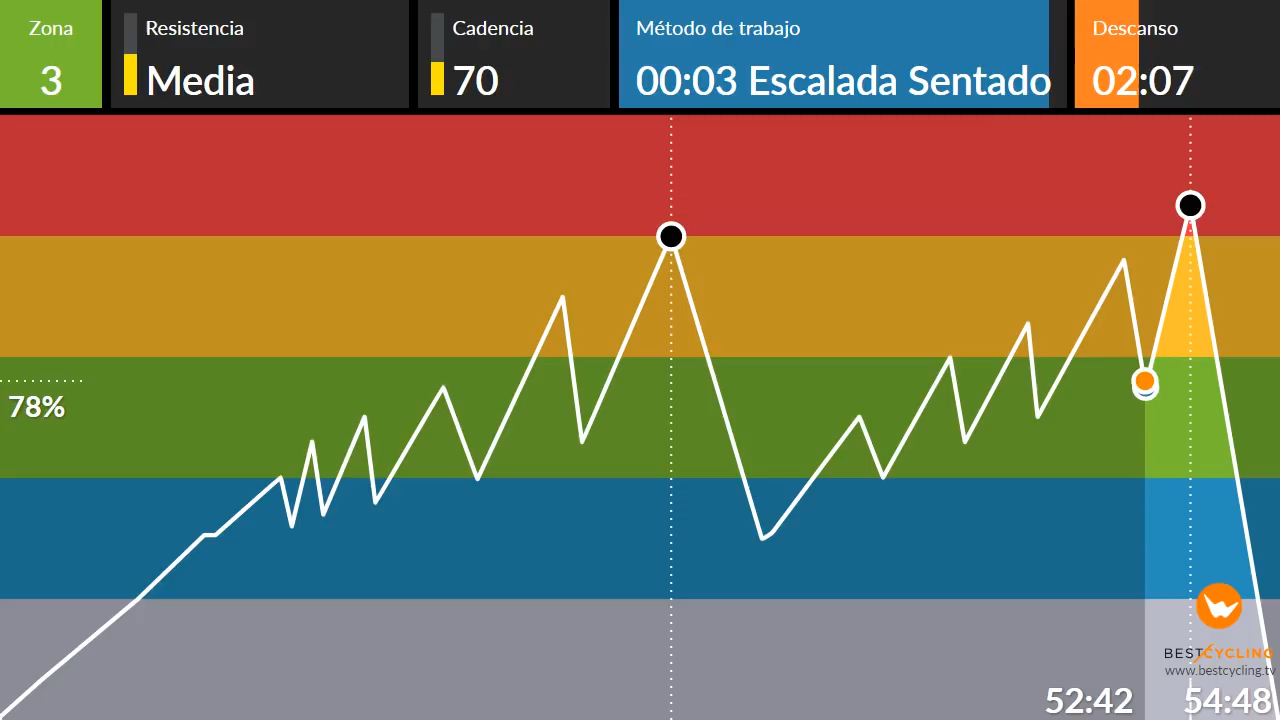 Zona
3
Resistencia
Media
Cadencia
70
Método de trabajo
00:03 Escalada Sentado
Descanso
02:07
78%
BESTCYCLING
www.bestcycling.tv
52:42
54:48